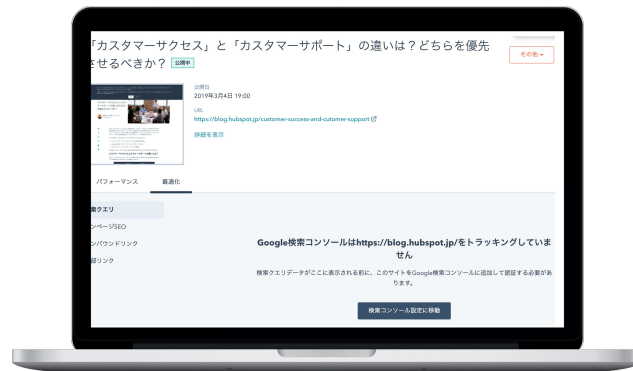 「カスタマーサクセス」と「カスタマーサポート」の違いは？どちらを優先
させるべきか？ 公開中
その他
公開日
2019年3月4日 19:00
URL
https://blog.hubspot.jp/customer-success-and-cutomer-support
詳細を表示
パフォーマンス 最適化
索クエリ
ンページSEO
ンバウンドリンク
部リンク
Google検索コンソールはhttps://blog.hubspot.jp/をトラッキングしていま
せん
検索クエリデータがここに表示される前に、このサイトをGoogle検索コンソールに追加して認証する必要があ
ります。
検索コンソール設定に移動